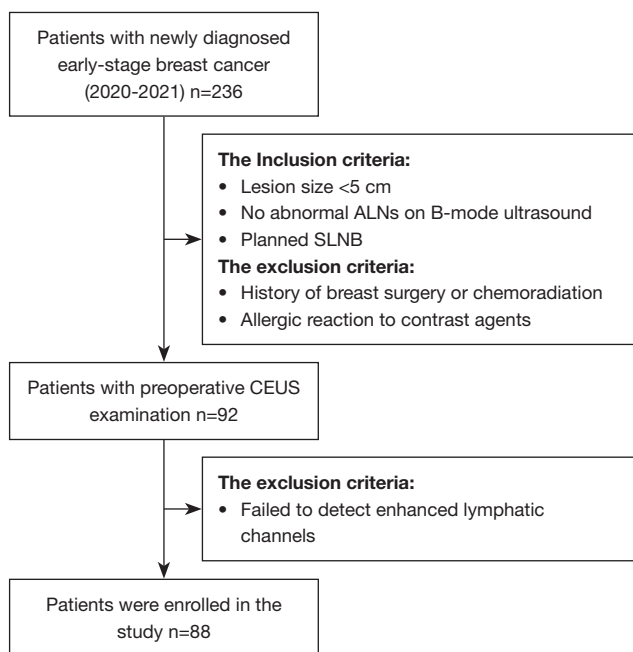 Patients with newly diagnosed
early-stage breast cancer
(2020-2021) n=236
The Inclusion criteria:
• Lesion size <5 cm
• No abnormal ALNs on B-mode ultrasound
• Planned SLNB
The exclusion criteria:
• History of breast surgery or chemoradiation
• Allergic reaction to contrast agents
Patients with preoperative CEUS
examination n=92
The exclusion criteria:
• Failed to detect enhanced lymphatic
channels
Patients were enrolled in the
study n=88